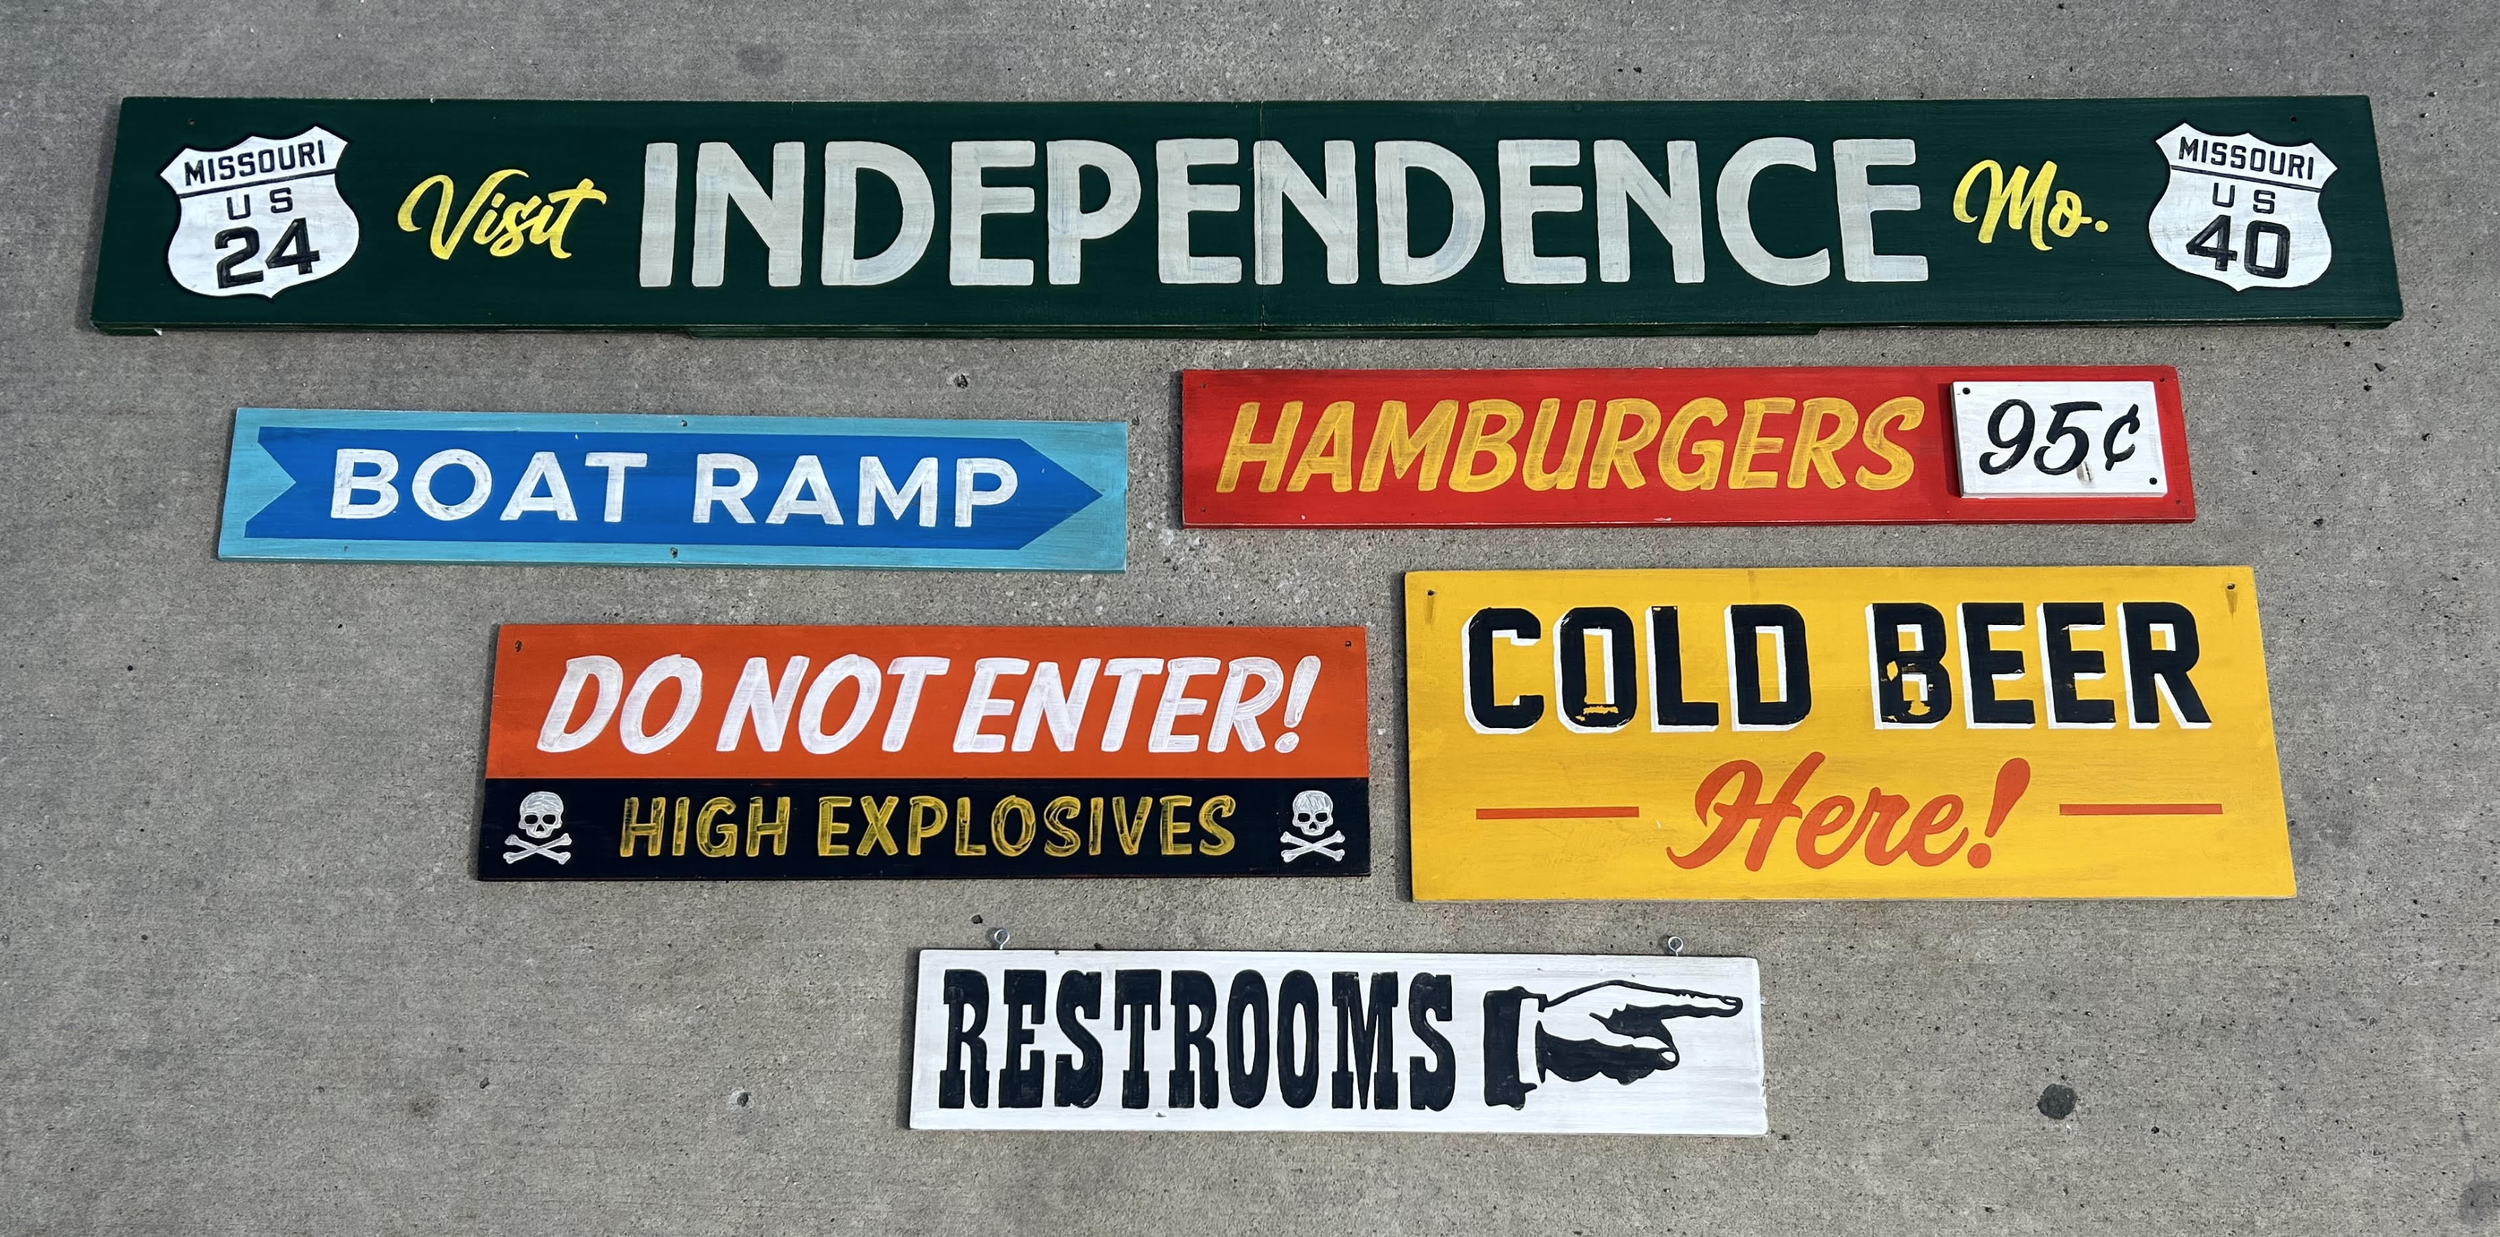 MISSOURI
US
24
Visit INDEPENDENCE Mo.
MISSOURI
US
40
BOAT RAMP
HAMBURGERS 95¢
DO NOT ENTER!
HIGH EXPLOSIVES
COLD BEER
Here!
RESTROOMS